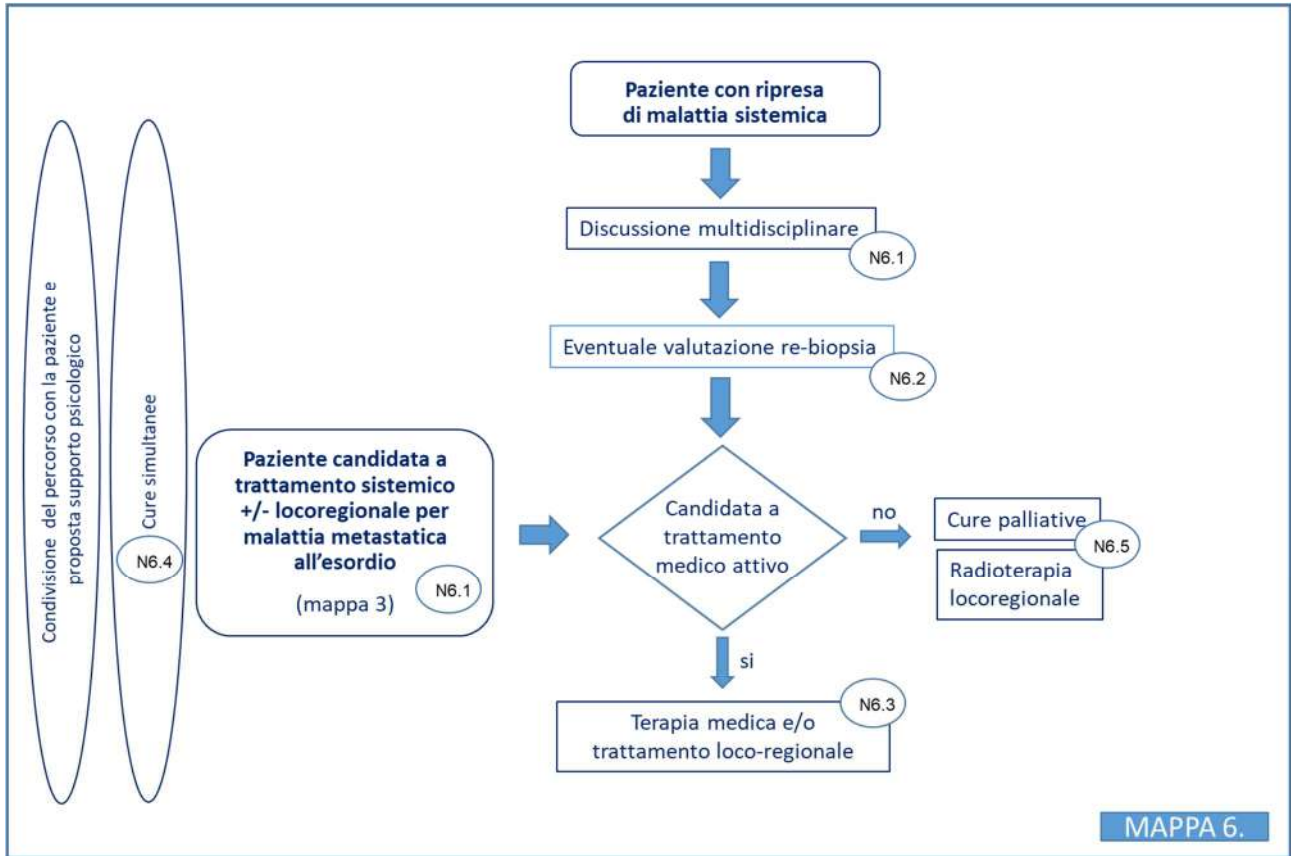 Paziente con ripresa
di malattia sistemica
Discussione multidisciplinare
N6.1
Eventuale valutazione re-biopsia
N6.2
Condivisione del percorso con la paziente e
proposta supporto psicologico
Cure simultanee
N6.4
Paziente candidata a
trattamento sistemico
+/- locoregionale per
malattia metastatica
all'esordio
(mappa 3)
N6.1
Candidata a
trattamento
medico attivo
no
Cure palliative
N6.5
Radioterapia
locoregionale
si
N6.3
Terapia medica e/o
trattamento loco-regionale
MAPPA 6.